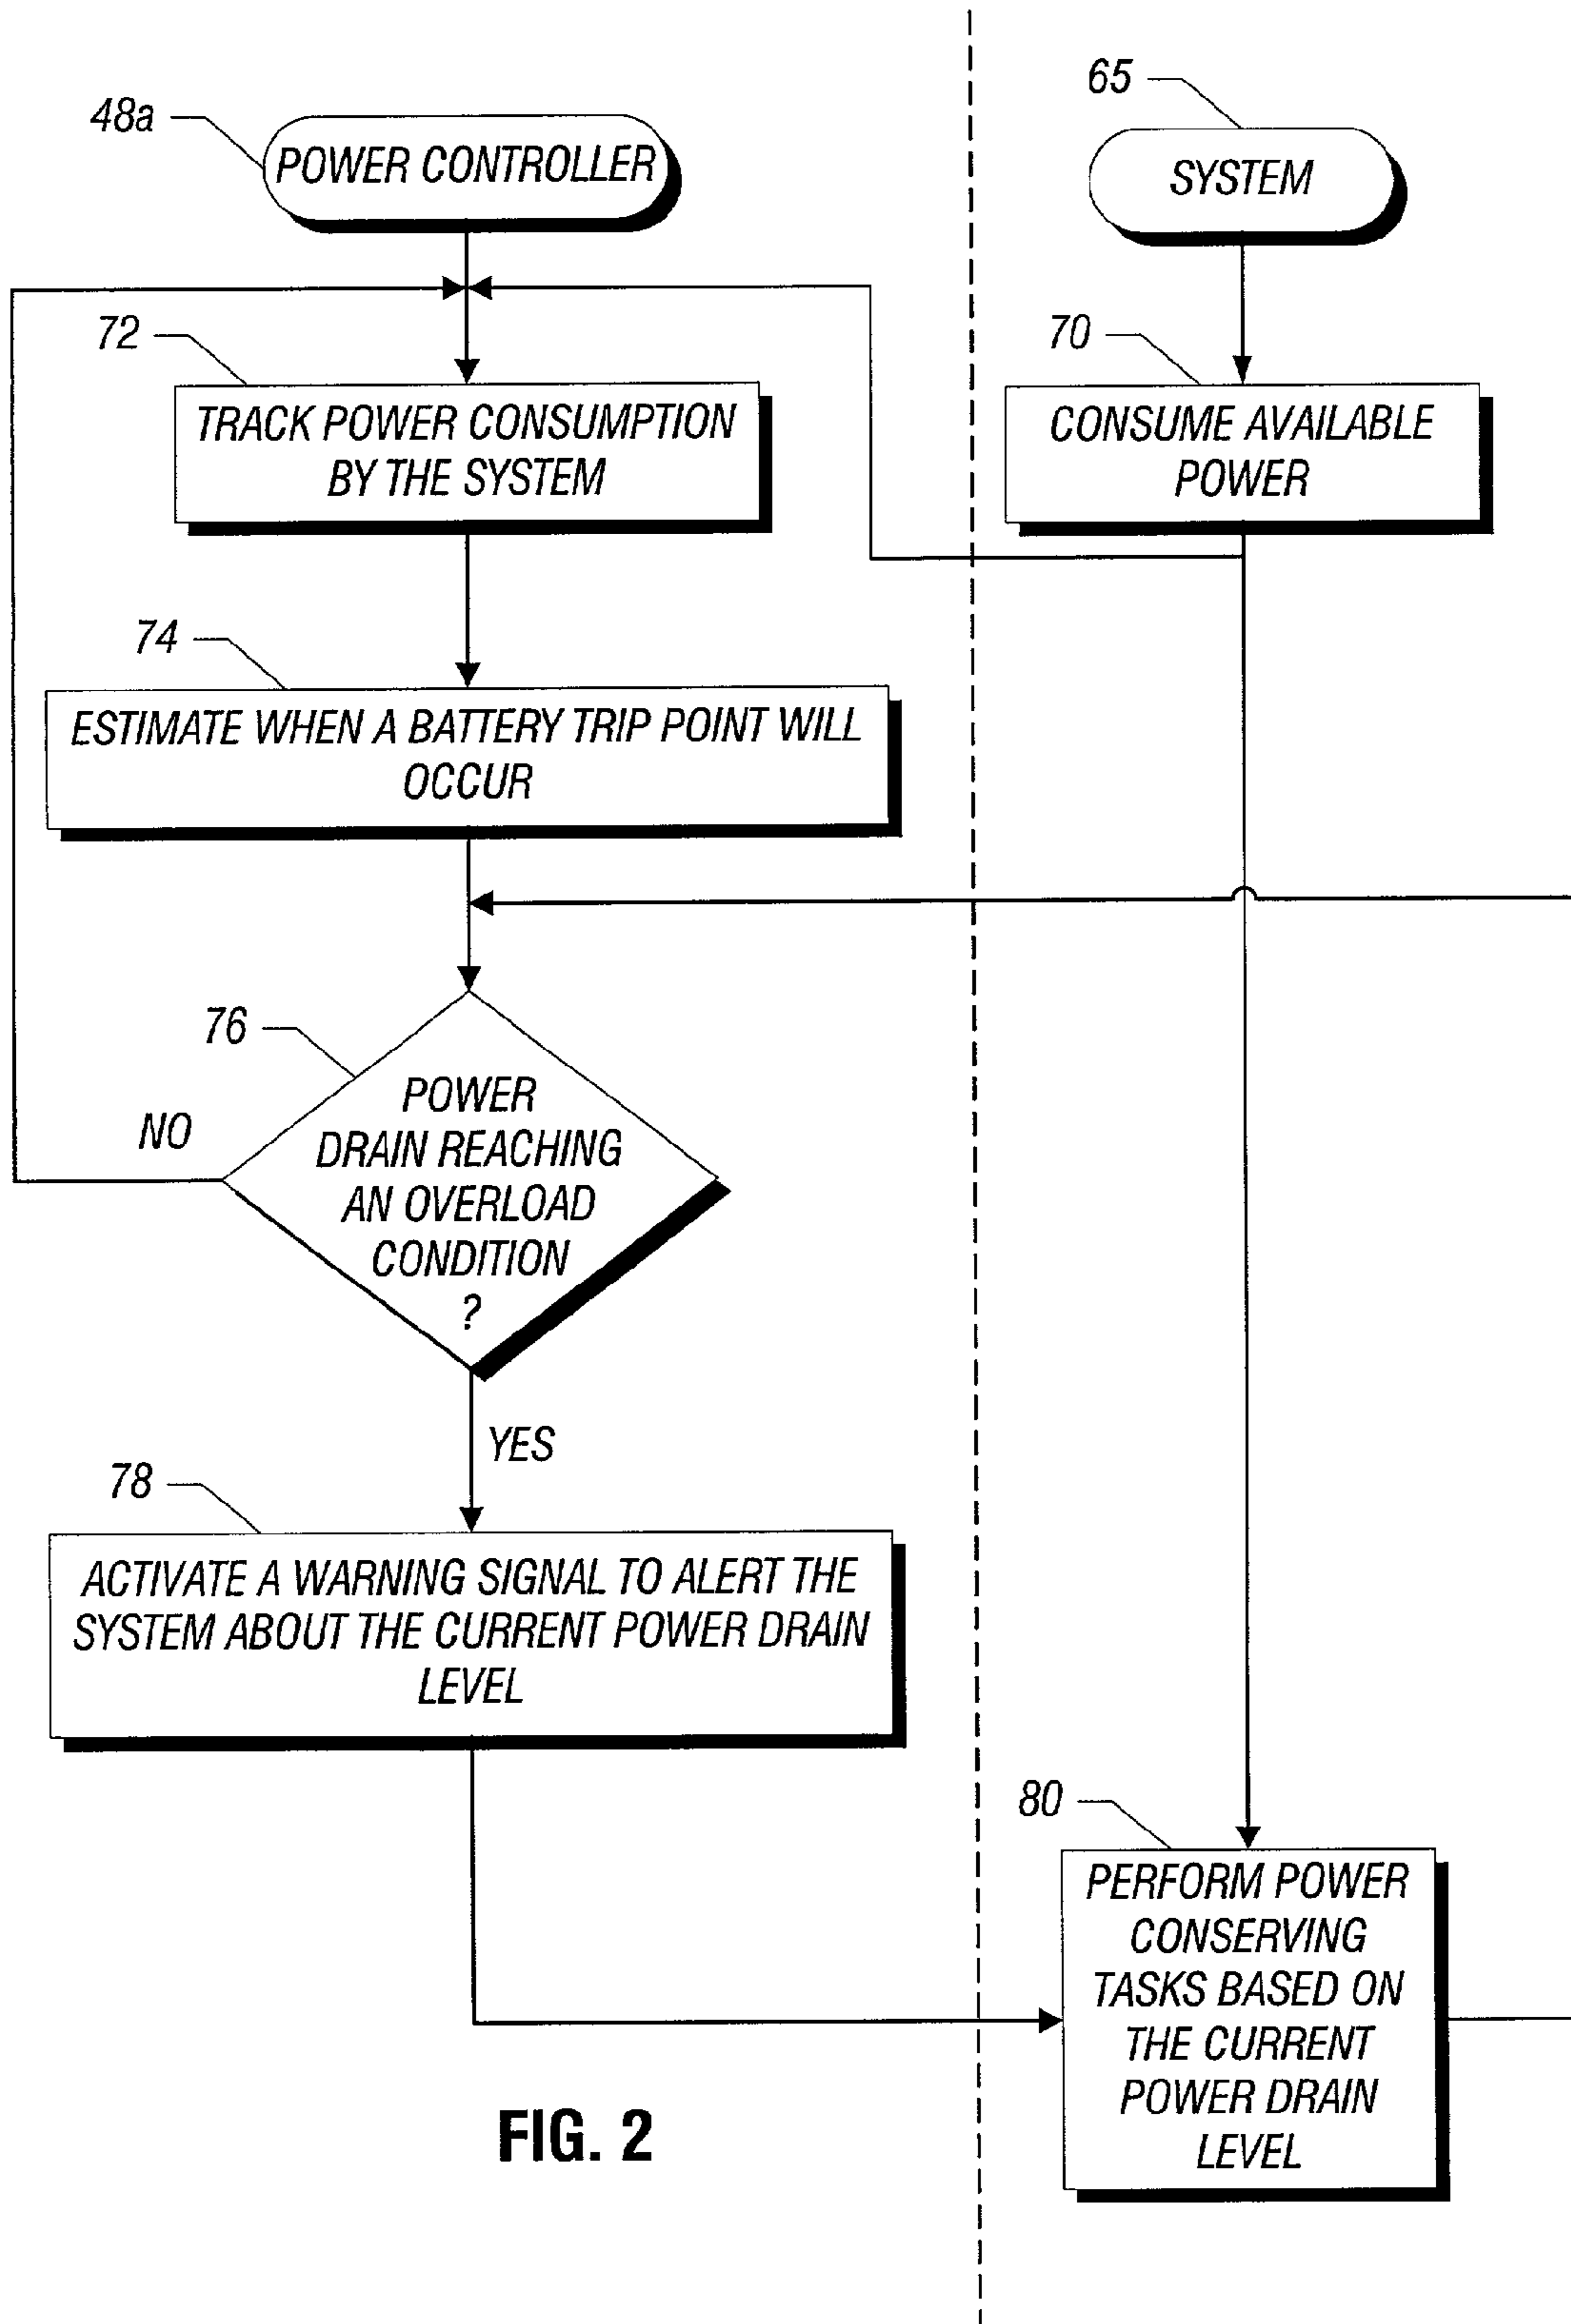 48a
POWER CONTROLLER
65
SYSTEM
72
TRACK POWER CONSUMPTION
BY THE SYSTEM
70
CONSUME AVAILABLE
POWER
74
ESTIMATE WHEN A BATTERY TRIP POINT WILL
OCCUR
76
POWER
DRAIN REACHING
AN OVERLOAD
CONDITION
?
NO
YES
78
ACTIVATE A WARNING SIGNAL TO ALERT THE
SYSTEM ABOUT THE CURRENT POWER DRAIN
LEVEL
80
PERFORM POWER
CONSERVING
TASKS BASED ON
THE CURRENT
POWER DRAIN
LEVEL
FIG. 2